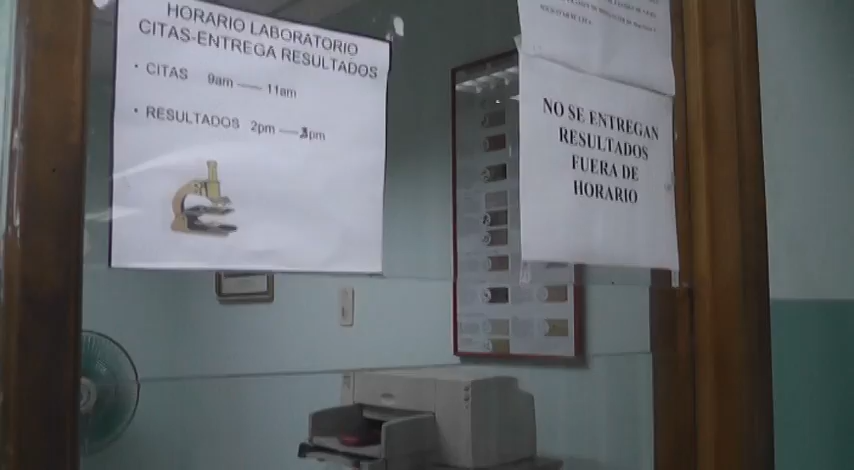 HORARIO LABORATORIO
CITAS-ENTREGA RESULTADOS
• CITAS 9am — 11am
• RESULTADOS 2pm — 3pm
NO SE ENTREGAN
RESULTADOS
FUERA DE
HORARIO